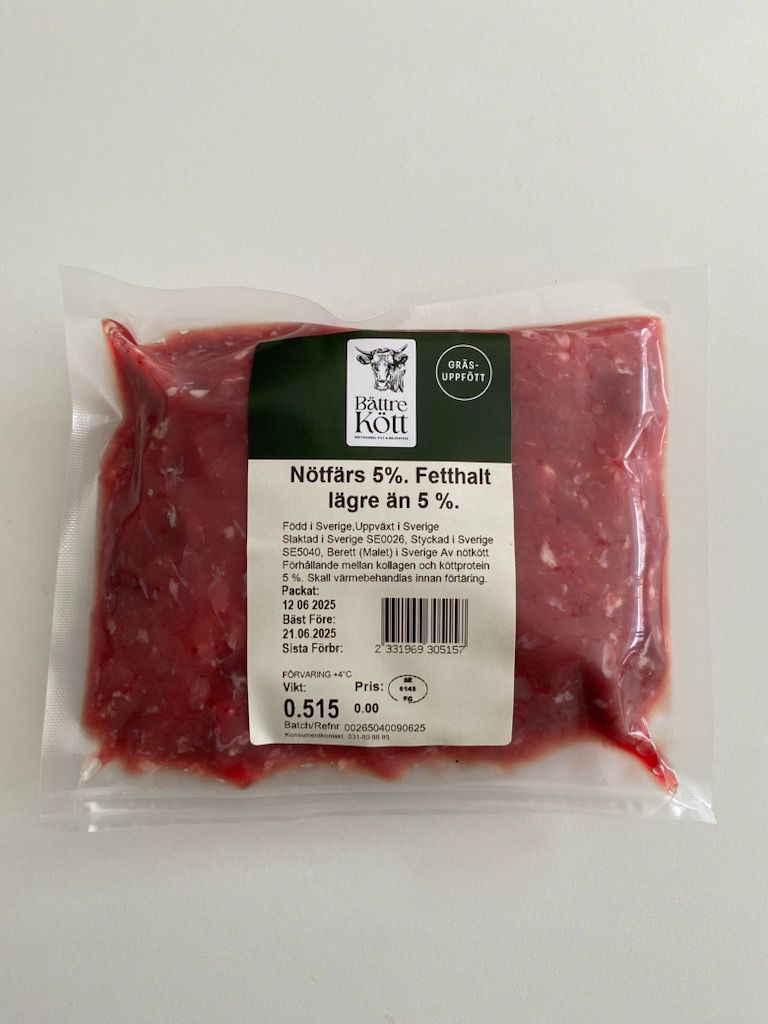 GRÄS-
UPPFÖTT
Bättre
Kött
Nötfärs 5%. Fetthalt
lägre än 5 %.
Född i Sverige,Uppväxt i Sverige
Slaktad i Sverige SE0026, Styckad i Sverige
SE5040, Berett (Malet) i Sverige Av nötkött
Förhållande mellan kollagen och köttprotein
5 %. Skall värmebehandlas innan förtäring.
Packat:
12 06 2025
Bäst Före:
21.06.2025
Sista Förbr:
2 331969 305157
FÖRVARING +4°C
Vikt:
Pris:
SE
6145
EG
0.515
0.00
Batch/Refnr 00265040090625
Konsumentkontakt. 031-80 88 85